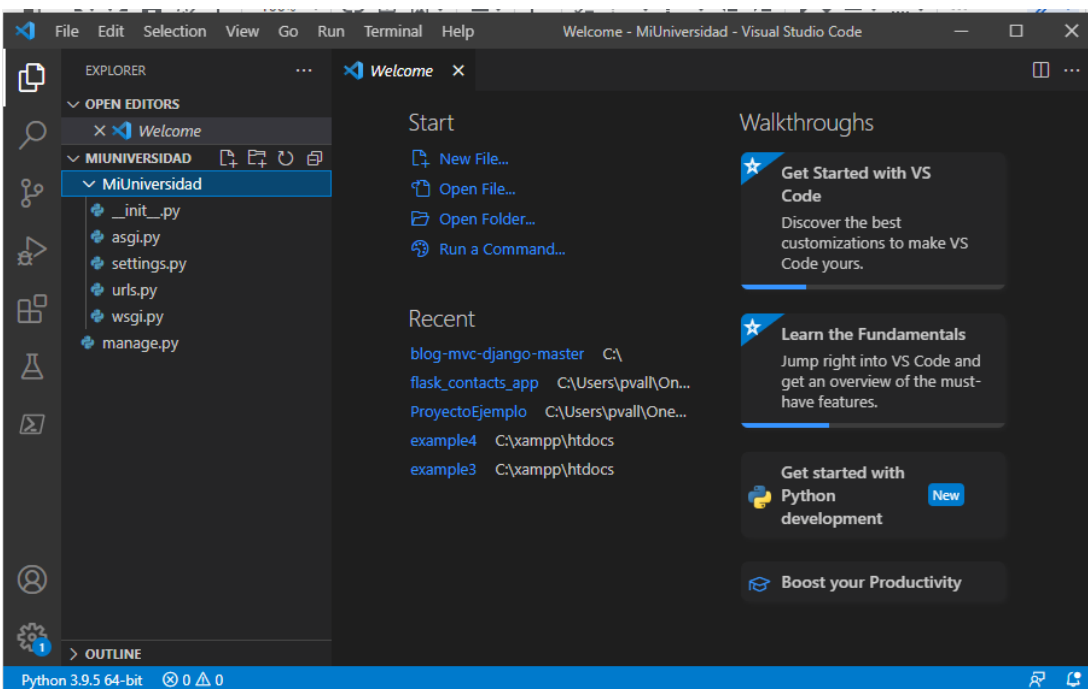 File Edit Selection View Go Run Terminal Help Welcome - MiUniversidad - Visual Studio Code
EXPLORER
Welcome
OPEN EDITORS
Welcome
MIUNIVERSIDAD
MiUniversidad
__init__.py
asgi.py
settings.py
urls.py
wsgi.py
manage.py
OUTLINE
Start
New File...
Open File...
Open Folder...
Run a Command...
Recent
blog-mvc-django-master C:\
flask_contacts_app C:\Users\pvall\On...
ProyectoEjemplo C:\Users\pvall\One...
example4 C:\xampp\htdocs
example3 C:\xampp\htdocs
Walkthroughs
Get Started with VS
Code
Discover the best
customizations to make VS
Code yours.
Learn the Fundamentals
Jump right into VS Code and
get an overview of the must-
have features.
Get started with
Python New
development
Boost your Productivity
1
Python 3.9.5 64-bit 0 0